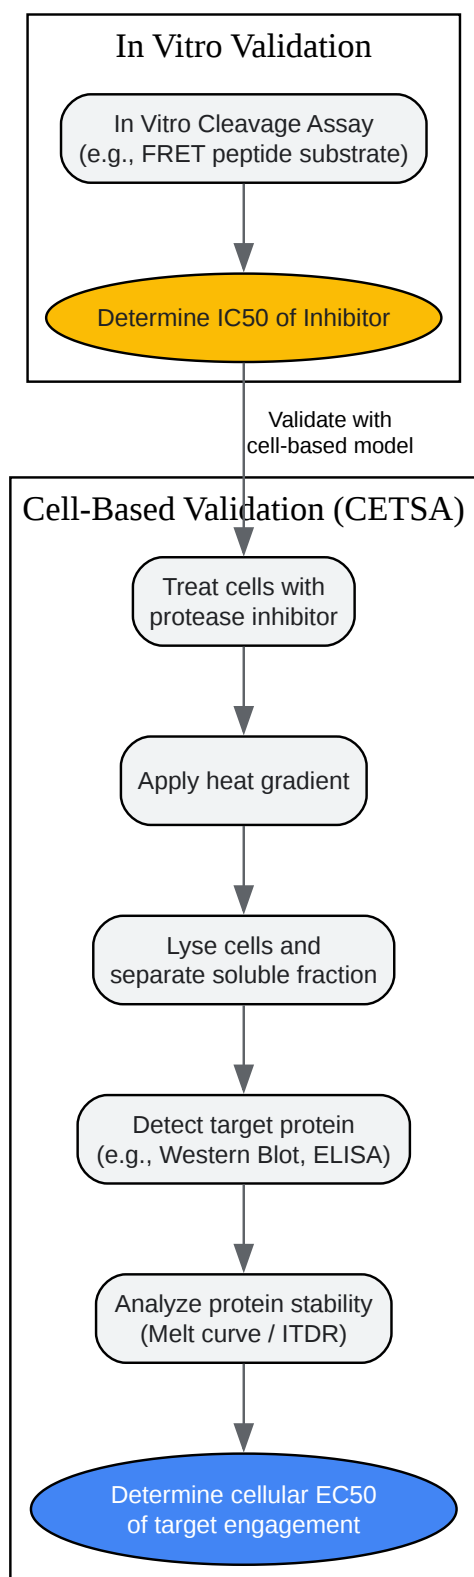 In Vitro Validation
In Vitro Cleavage Assay
(e.g., FRET peptide substrate)
Determine IC50 of Inhibitor
Validate with
cell-based model
Cell-Based Validation (CETSA)
Treat cells with
protease inhibitor
Apply heat gradient
Lyse cells and
separate soluble fraction
Detect target protein
(e.g., Western Blot, ELISA)
Analyze protein stability
(Melt curve / ITDR)
Determine cellular EC50
of target engagement